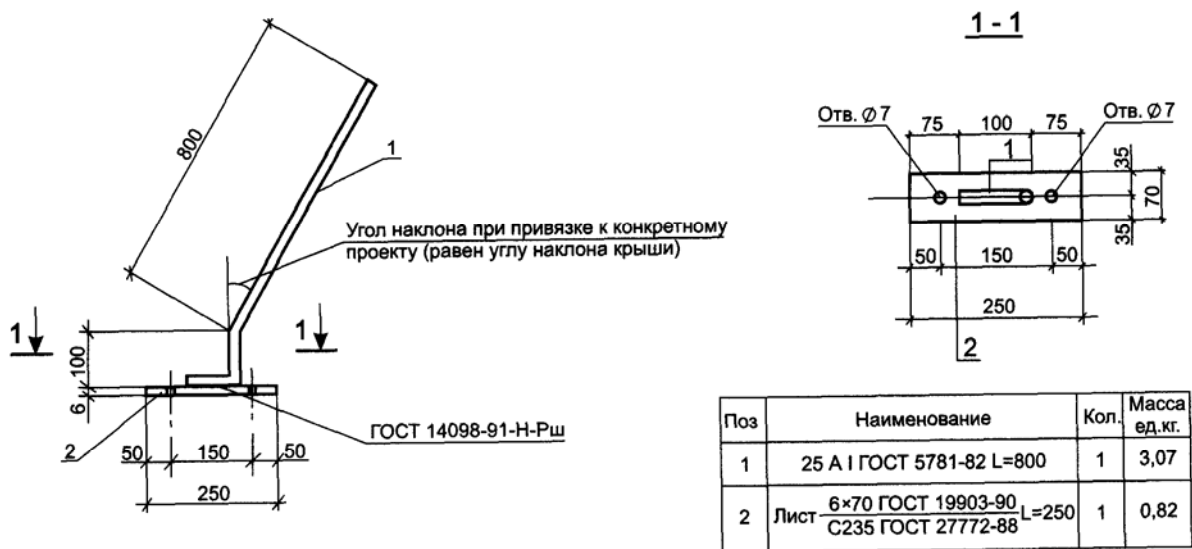 800
1
Угол наклона при привязке к конкретному
проекту (равен углу наклона крыши)
1
1
100
6
2
ГОСТ 14098-91-Н-Рш
50
150
50
250
1 - 1
Отв. ∅ 7
Отв. ∅ 7
75
100
75
1
35
70
35
50
150
50
250
2
Поз
Наименование
Кол.
Масса
ед.кг.
1
25 А I ГОСТ 5781-82 L=800
1
3,07
2
Лист 6×70 ГОСТ 19903-90 L=250
С235 ГОСТ 27772-88
1
0,82